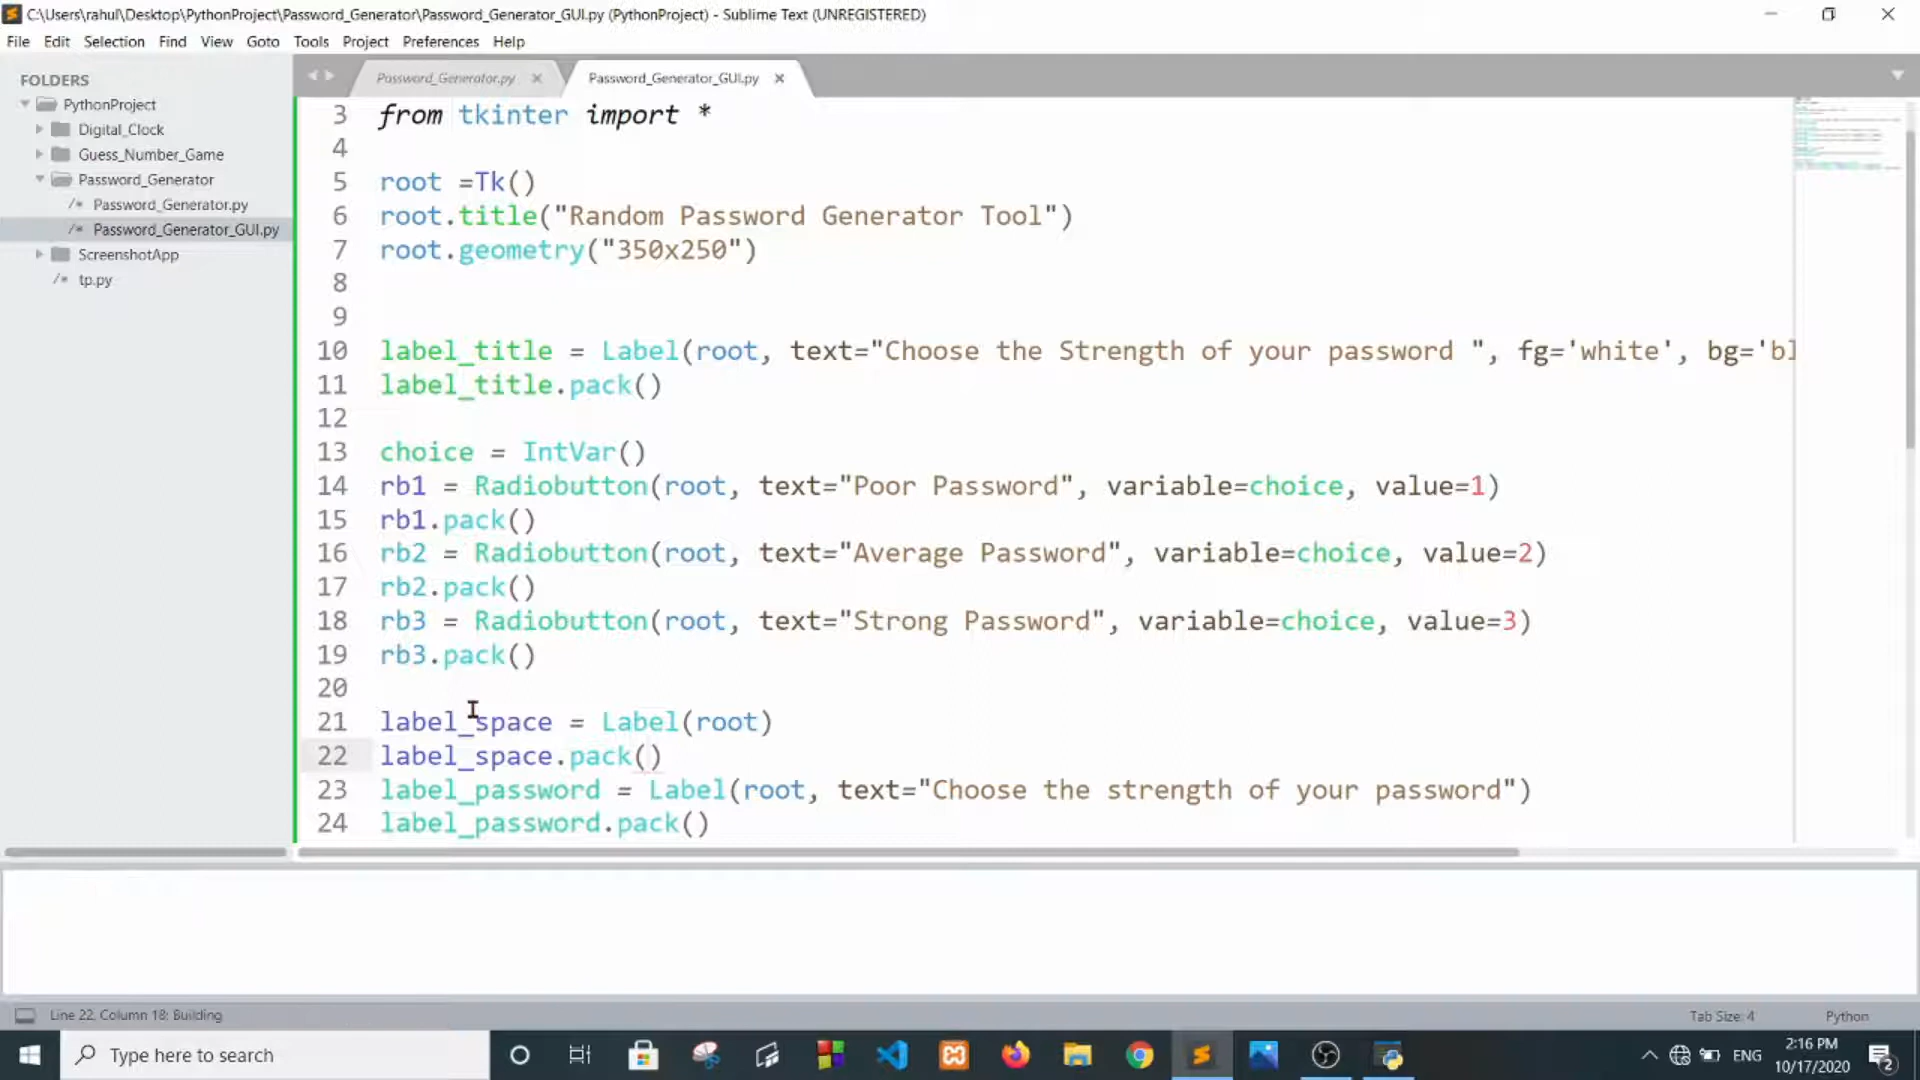 C:\Users\rahul\Desktop\PythonProject\Password_Generator\Password_Generator_GUI.py (PythonProject) - Sublime Text (UNREGISTERED)
File Edit Selection Find View Goto Tools Project Preferences Help
FOLDERS
PythonProject
Digital_Clock
Guess_Number_Game
Password_Generator
/* Password_Generator.py
/* Password_Generator_GUI.py
ScreenshotApp
/* tp.py
Password_Generator.py
Password_Generator_GUI.py
3 from tkinter import *
4
5 root =Tk()
6 root.title("Random Password Generator Tool")
7 root.geometry("350x250")
8
9
10 label_title = Label(root, text="Choose the Strength of your password ", fg='white', bg='bl
11 label_title.pack()
12
13 choice = IntVar()
14 rb1 = Radiobutton(root, text="Poor Password", variable=choice, value=1)
15 rb1.pack()
16 rb2 = Radiobutton(root, text="Average Password", variable=choice, value=2)
17 rb2.pack()
18 rb3 = Radiobutton(root, text="Strong Password", variable=choice, value=3)
19 rb3.pack()
20
21 label_space = Label(root)
22 label_space.pack()
23 label_password = Label(root, text="Choose the strength of your password")
24 label_password.pack()
Line 22, Column 18; Building
Tab Size: 4
Python
Type here to search
ENG
2:16 PM
10/17/2020
2